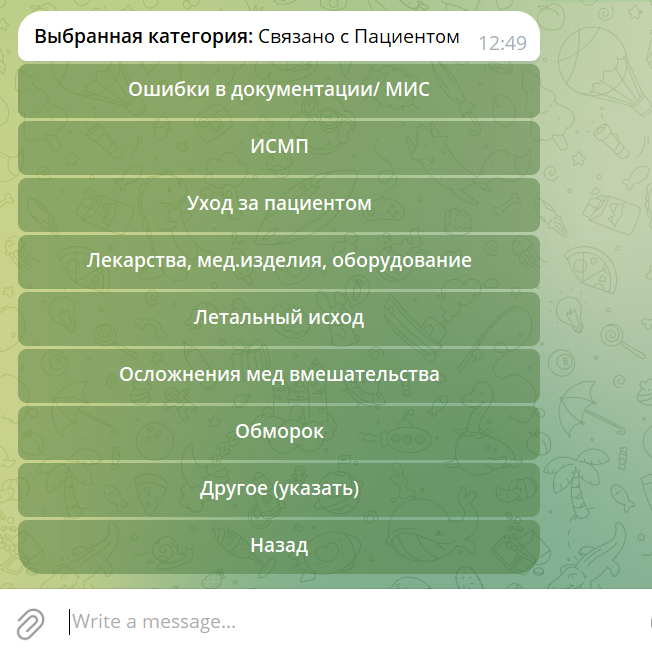 Выбранная категория: Связано с Пациентом 12:49
Ошибки в документации/ МИС
ИСМП
Уход за пациентом
Лекарства, мед.изделия, оборудование
Летальный исход
Осложнения мед вмешательства
Обморок
Другое (указать)
Назад
Write a message...